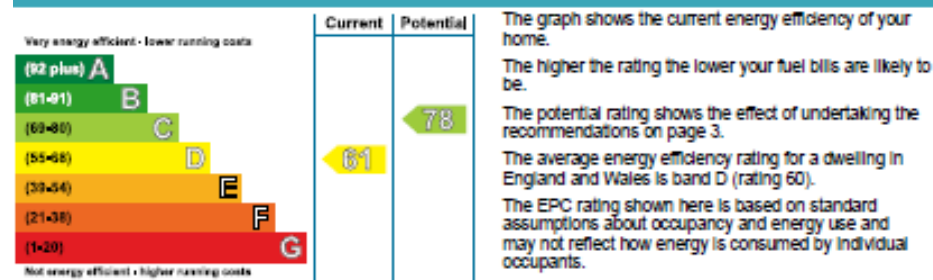 Current Potential
Very energy efficient - lower running costs
(92 plus) A
(81-91) B
(69-80) C
(55-68) D
(39-54) E
(21-38) F
(1-20) G
Not energy efficient - higher running costs
78
61
The graph shows the current energy efficiency of your
home.
The higher the rating the lower your fuel bills are likely to
be.
The potential rating shows the effect of undertaking the
recommendations on page 3.
The average energy efficiency rating for a dwelling in
England and Wales is band D (rating 60).
The EPC rating shown here is based on standard
assumptions about occupancy and energy use and
may not reflect how energy is consumed by individual
occupants.